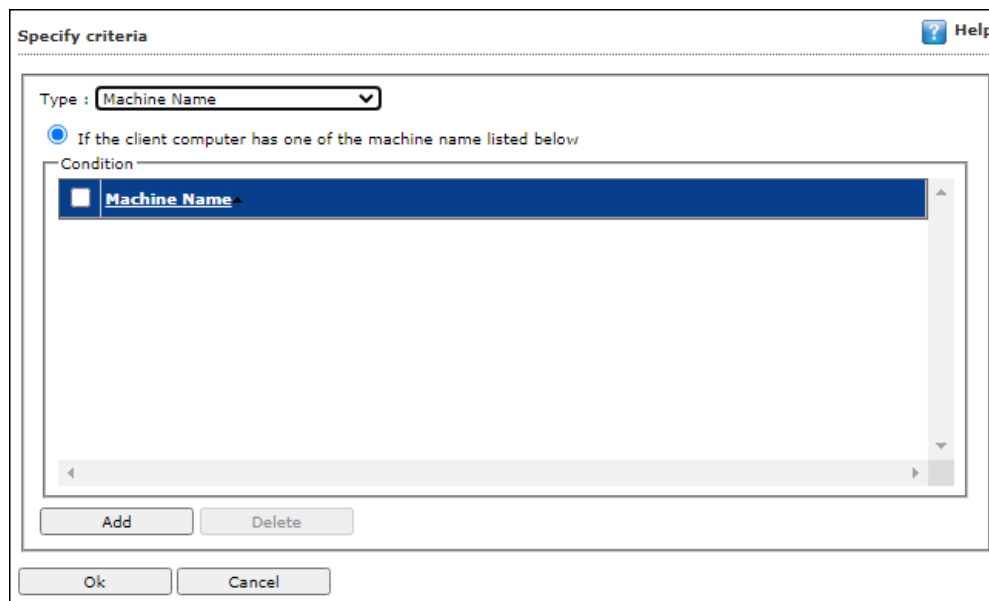 Specify criteria
Help
Type : Machine Name
If the client computer has one of the machine name listed below
Condition
Machine Name
Add
Delete
Ok
Cancel